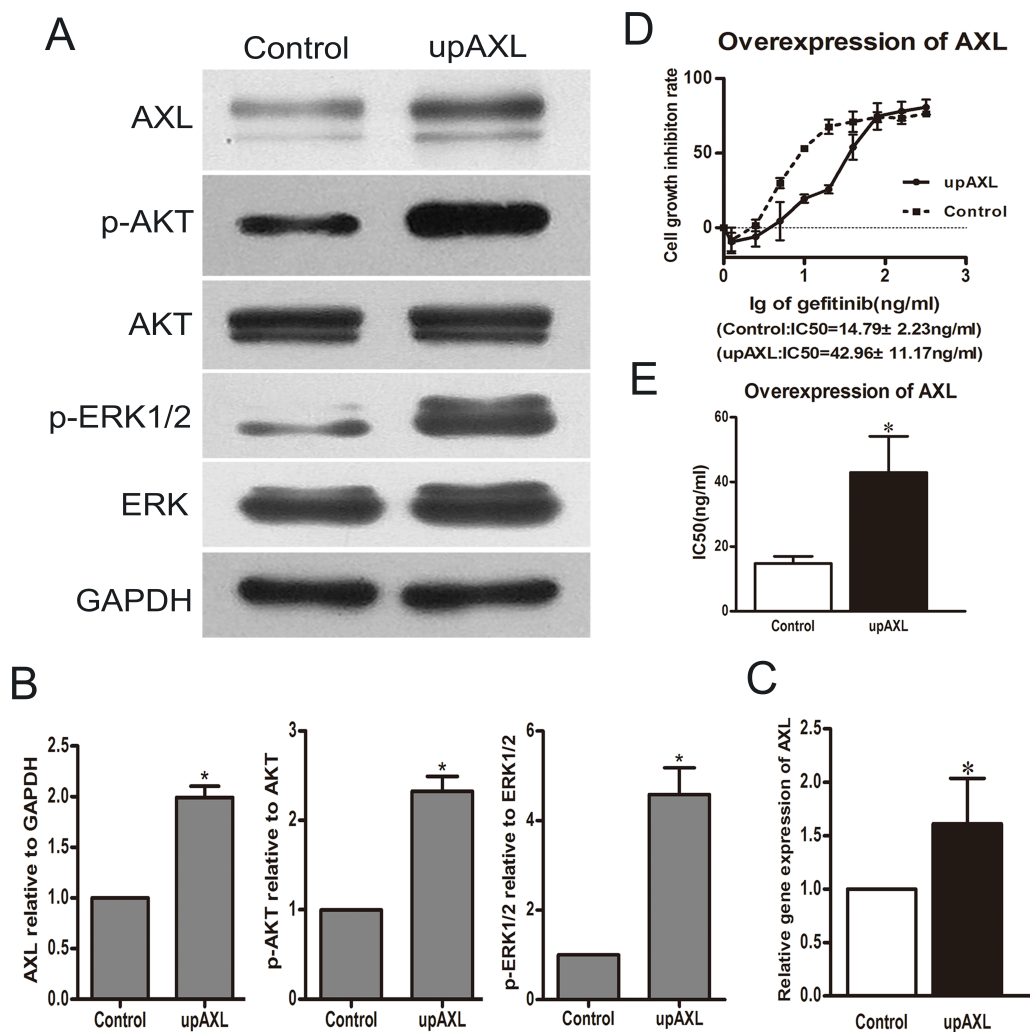 A
Control
upAXL
AXL
p-AKT
AKT
p-ERK1/2
ERK
GAPDH
D
Overexpression of AXL
Cell growth inhibiton rate
100
50
0
0
1
2
3
upAXL
Control
lg of gefitinib(ng/ml)
(Control:IC50=14.79± 2.23ng/ml)
(upAXL:IC50=42.96± 11.17ng/ml)
E
Overexpression of AXL
IC50(ng/ml)
60
40
20
0
*
Control
upAXL
B
AXL relative to GAPDH
2.5
2.0
1.5
1.0
0.5
0.0
*
Control
upAXL
p-AKT relative to AKT
3
2
1
0
*
Control
upAXL
p-ERK1/2 relative to ERK1/2
6
4
2
0
*
Control
upAXL
C
Relative gene expression of AXL
2.5
2.0
1.5
1.0
0.5
0.0
*
Control
upAXL